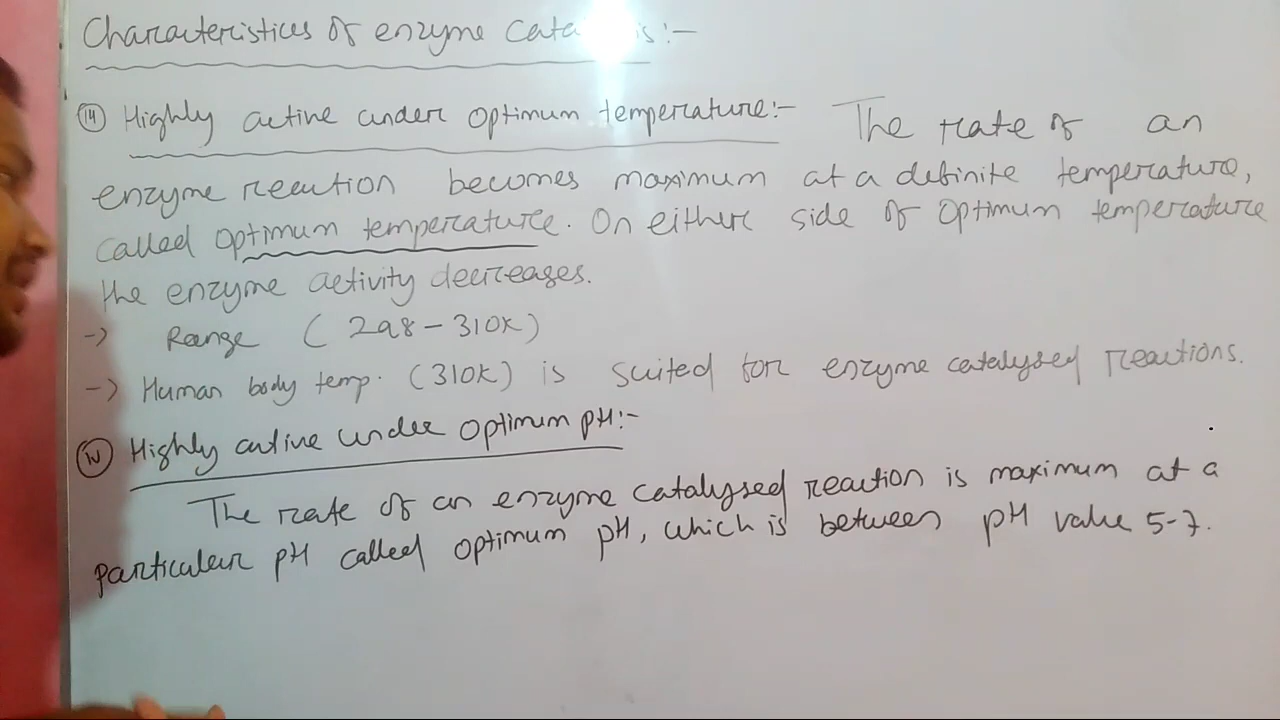 Characteristics of enzyme Cata is:-
(iii) Highly active under optimum temperature:- The rate of an
enzyme reaction becomes maximum at a definite temperature,
called optimum temperature. On either side of optimum temperature
the enzyme activity decreases.
-> Range (298-310K)
-> Human body temp. (310K) is suited for enzyme catalysed reactions.
(iv) Highly active under optimum pH:-
The rate of an enzyme catalysed reaction is maximum at a
particular pH called optimum pH, which is between pH value 5-7.